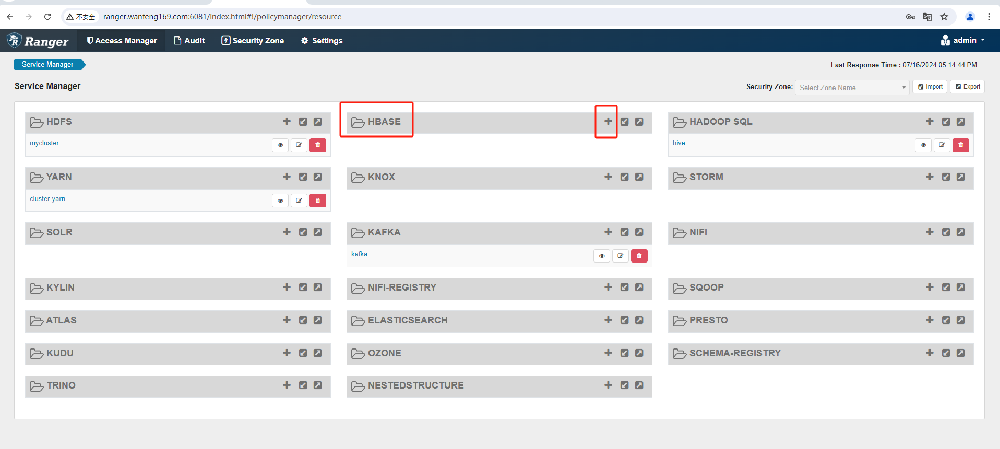 不安全 ranger.wanfeng169.com:6081/index.html#!/policymanager/resource
Ranger Access Manager Audit Security Zone Settings admin
Service Manager Last Response Time : 07/16/2024 05:14:44 PM
Service Manager Security Zone: Select Zone Name Import Export
HDFS HBASE HADOOP SQL
mycluster hive
YARN KNOX STORM
cluster-yarn
SOLR KAFKA NIFI
kafka
KYLIN NIFI-REGISTRY SQOOP
ATLAS ELASTICSEARCH PRESTO
KUDU OZONE SCHEMA-REGISTRY
TRINO NESTEDSTRUCTURE